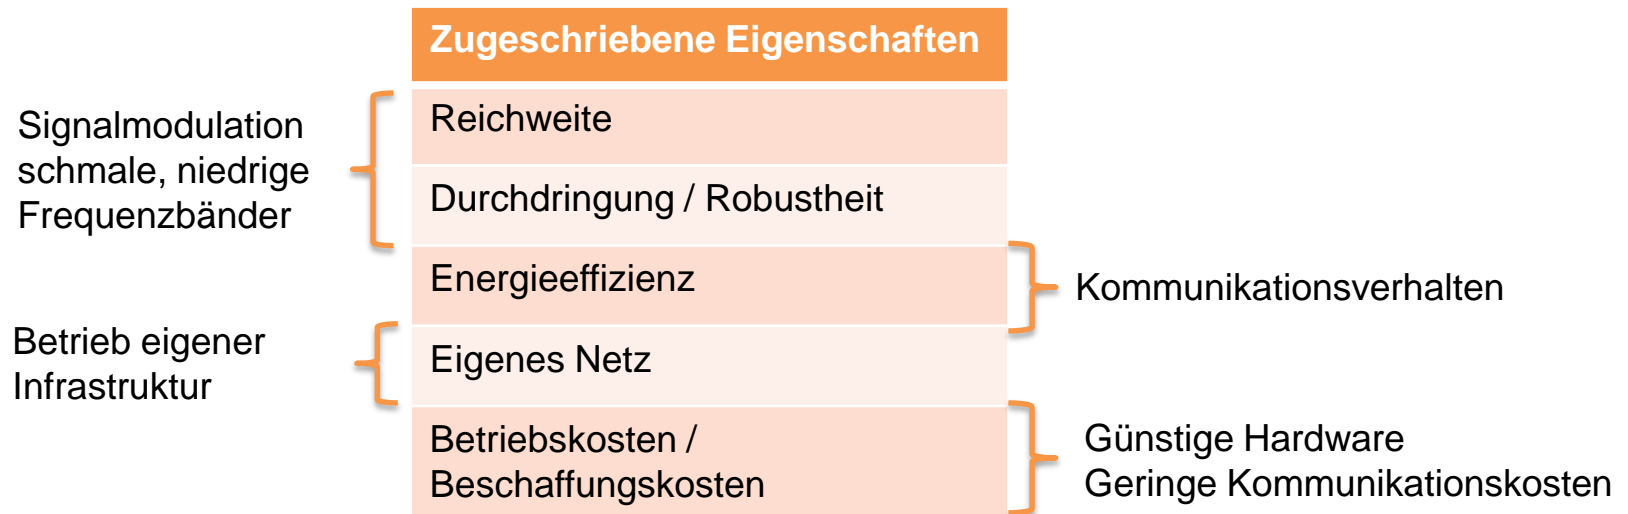 Zugeschriebene Eigenschaften
Signalmodulation
schmale, niedrige
Frequenzbänder
Reichweite
Durchdringung / Robustheit
Energieeffizienz
Kommunikationsverhalten
Betrieb eigener
Infrastruktur
Eigenes Netz
Betriebskosten /
Beschaffungskosten
Günstige Hardware
Geringe Kommunikationskosten